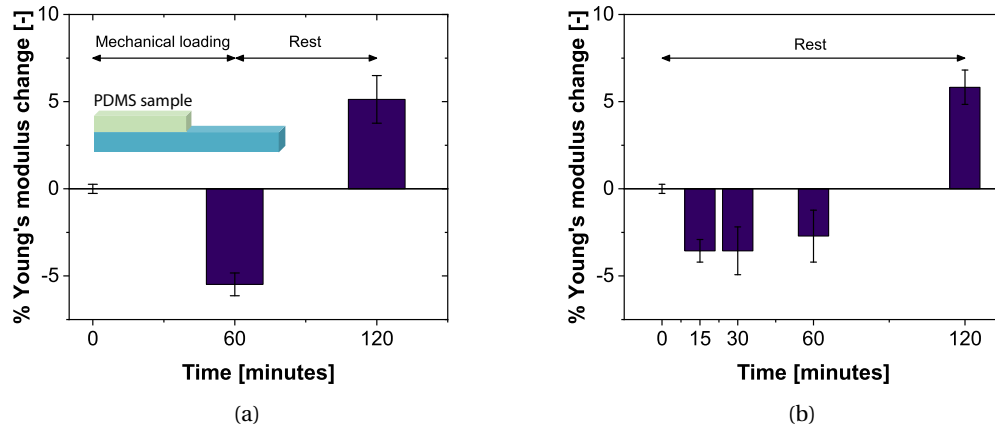 % Young's modulus change [-]
10
5
0
-5
Mechanical loading
Rest
PDMS sample
0
60
120
Time [minutes]
(a)
% Young's modulus change [-]
10
5
0
-5
Rest
0
15
30
60
120
Time [minutes]
(b)